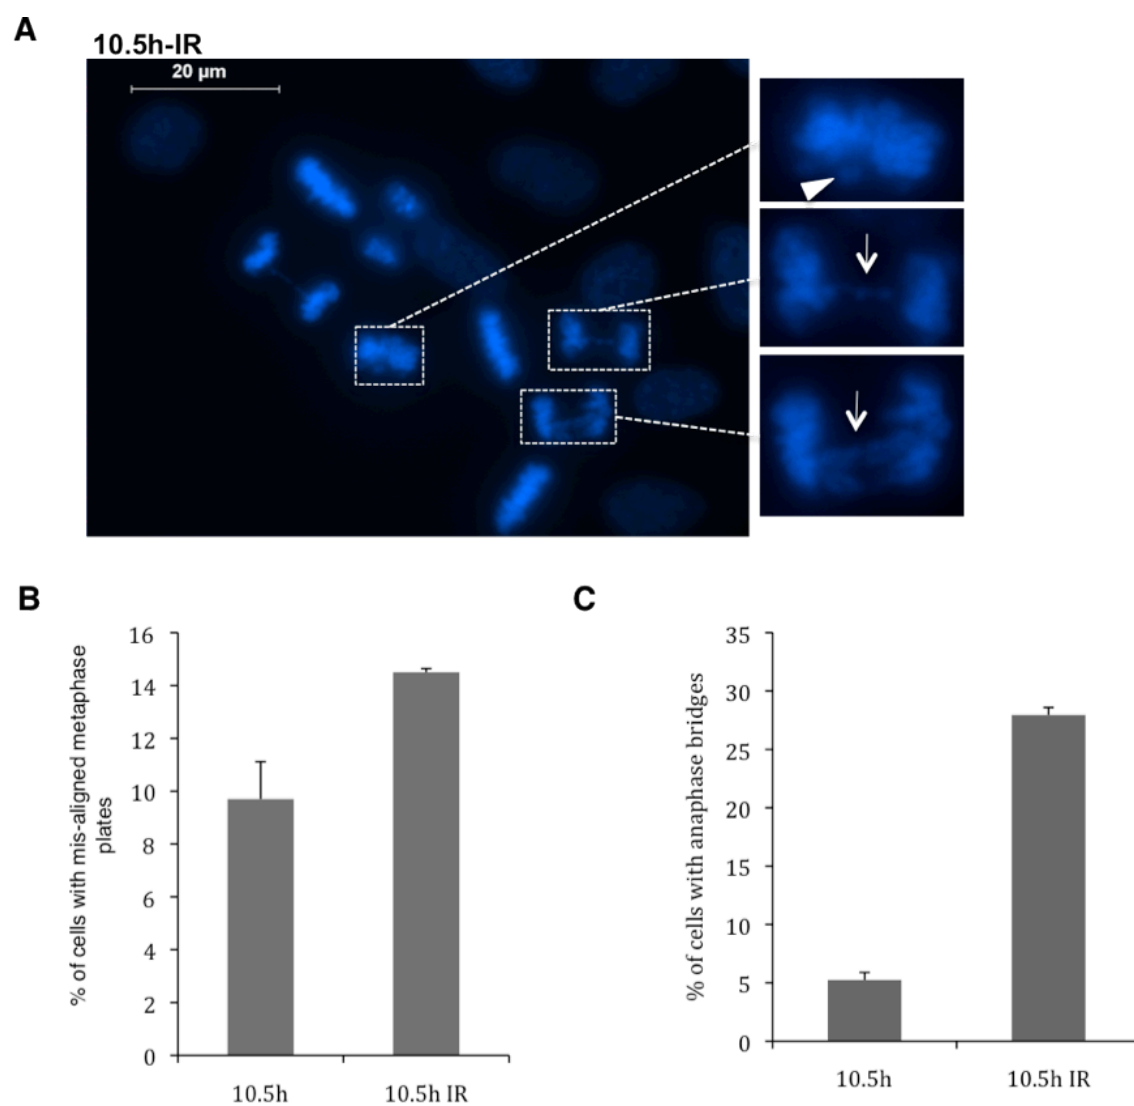 A
10.5h-IR
20 µm
B
% of cells with mis-aligned metaphase
plates
16
14
12
10
8
6
4
2
0
10.5h
10.5h IR
C
% of cells with anaphase bridges
35
30
25
20
15
10
5
0
10.5h
10.5h IR